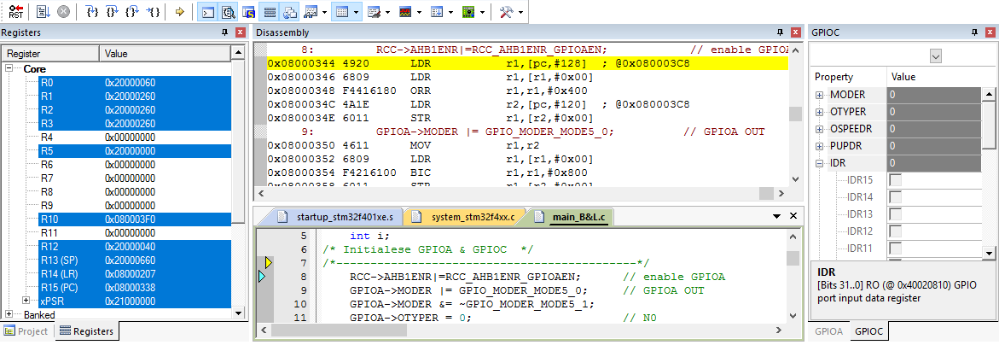 RST
Registers
Register Value
Core
R0 0x20000060
R1 0x20000260
R2 0x20000260
R3 0x20000260
R4 0x00000000
R5 0x20000000
R6 0x00000000
R7 0x00000000
R8 0x00000000
R9 0x00000000
R10 0x080003F0
R11 0x00000000
R12 0x20000040
R13 (SP) 0x20000660
R14 (LR) 0x08000207
R15 (PC) 0x08000338
xPSR 0x21000000
Banked
Project Registers
Disassembly
8: RCC->AHB1ENR|=RCC_AHB1ENR_GPIOAEN; // enable GPIOA
0x08000344 4920 LDR r1,[pc,#128] ; @0x080003C8
0x08000346 6809 LDR r1,[r1,#0x00]
0x08000348 F4416180 ORR r1,r1,#0x400
0x0800034C 4A1E LDR r2,[pc,#120] ; @0x080003C8
0x0800034E 6011 STR r1,[r2,#0x00]
9: GPIOA->MODER |= GPIO_MODER_MODE5_0; // GPIOA OUT
0x08000350 4611 MOV r1,r2
0x08000352 6809 LDR r1,[r1,#0x00]
0x08000354 F4216100 BIC r1,r1,#0x800
0x08000358 6011 STR r1,[r2,#0x00]
startup_stm32f401xe.s system_stm32f4xx.c main_B&L.c
5 int i;
6 /* Initialese GPIOA & GPIOC */
7 /*--------------------------------------------*/
8 RCC->AHB1ENR|=RCC_AHB1ENR_GPIOAEN; // enable GPIOA
9 GPIOA->MODER |= GPIO_MODER_MODE5_0; // GPIOA OUT
10 GPIOA->MODER &= ~GPIO_MODER_MODE5_1;
11 GPIOA->OTYPER = 0; // N0
GPIOC
Property Value
MODER 0
OTYPER 0
OSPEEDR 0
PUPDR 0
IDR 0
IDR15
IDR14
IDR13
IDR12
IDR11
IDR
[Bits 31..0] RO (@ 0x40020810) GPIO
port input data register
GPIOA GPIOC